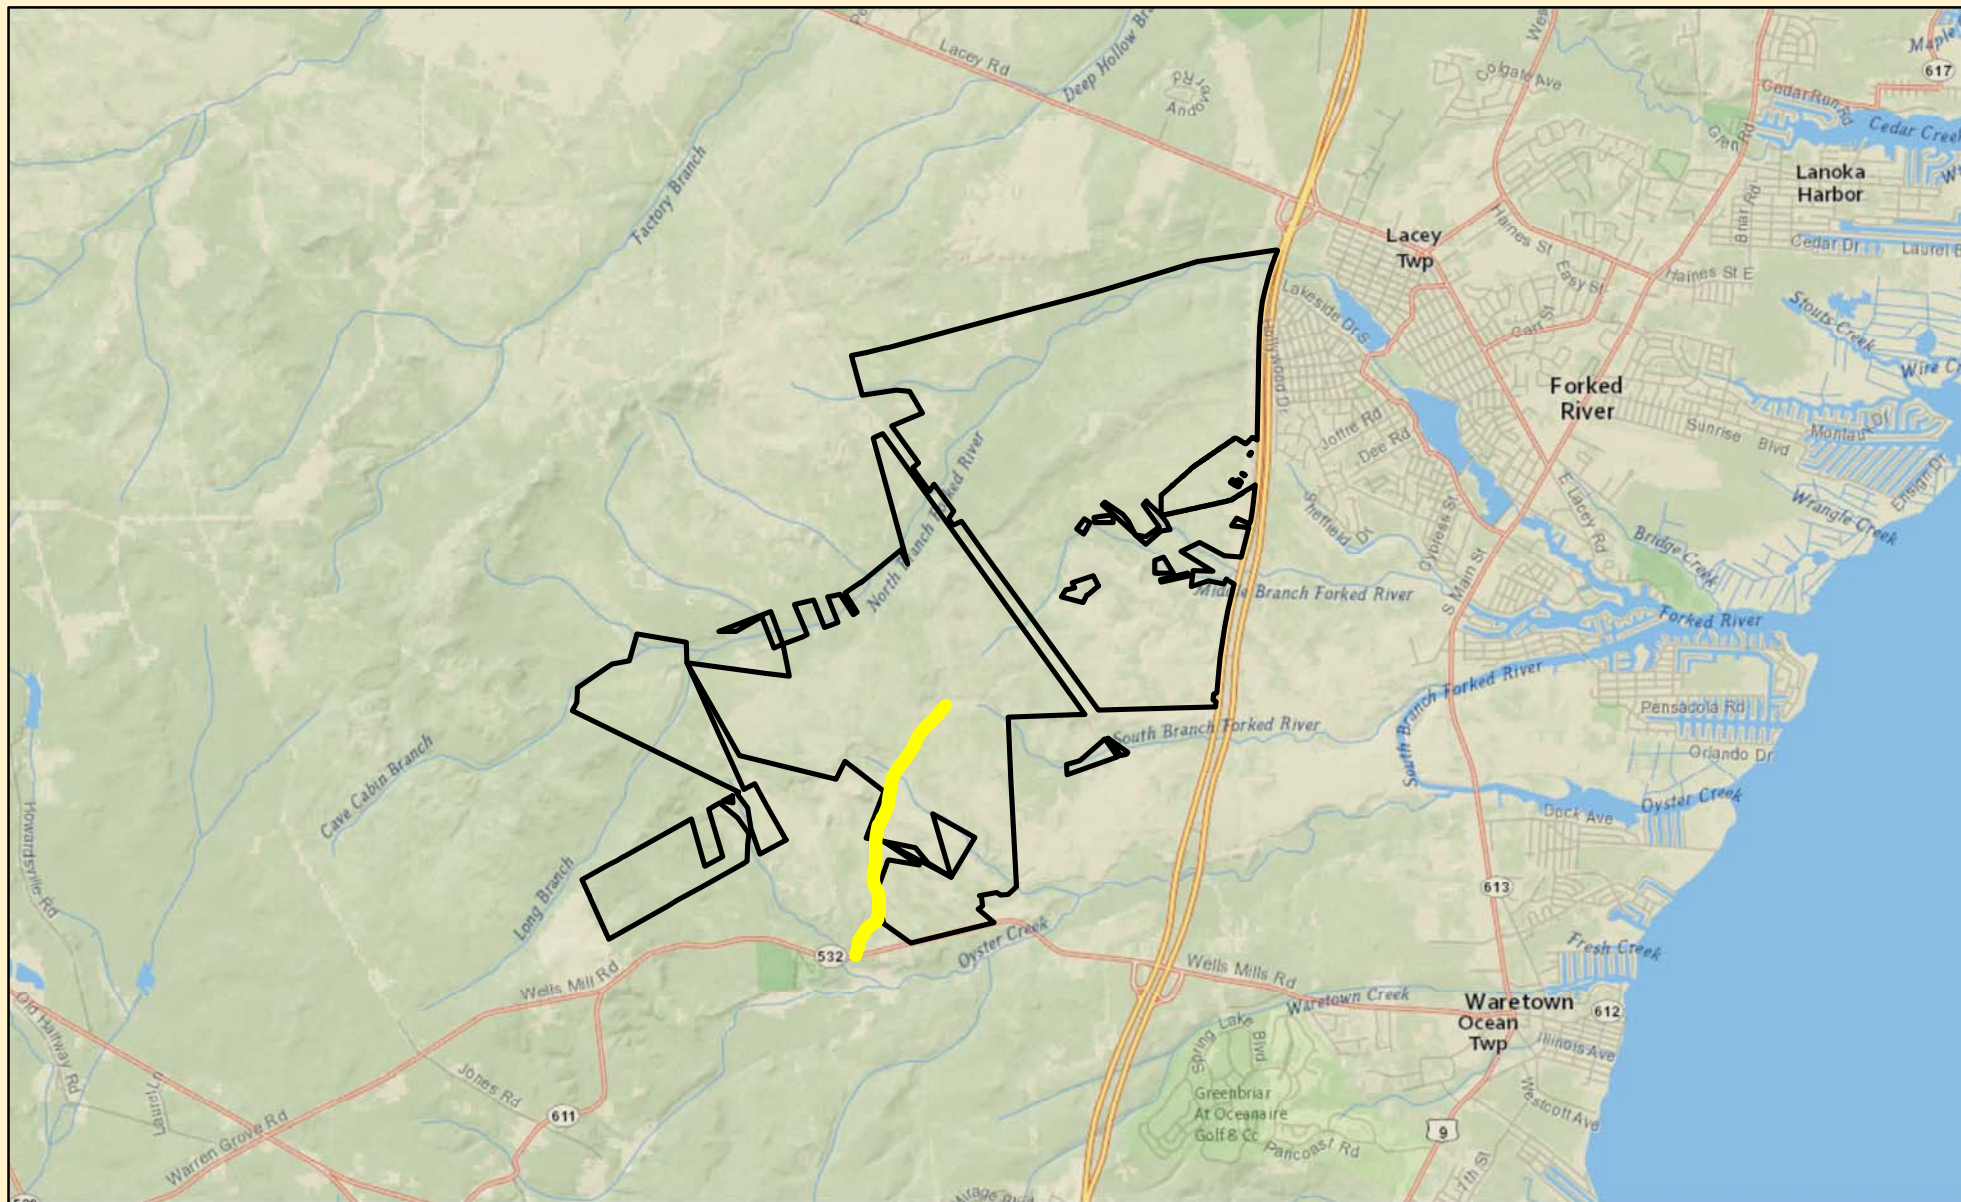 Lacey Rd
Deep Hollow
Andover
Rd
Colgate Ave
Maple
617
Cedar Run Rd
Cedar Creek
Glen Rd
Lanoka
Harbor
Briar Rd
Cedar Dr
Laurel
Factory Branch
Lacey
Twp
Haines St
Easy St
Haines St E
Lakeside Dr S
Carr St
Stouts Creek
Wire
Hollywood Dr
Forked
River
Joffre Rd
Dee Rd
Sunrise Blvd
Montauk Dr
Ensign Dr
North Branch Forked River
Sheffield Dr
Cypress St
E Lacey Rd
Wrangle Creek
Bridge Creek
S Main St
Middle Branch Forked River
Forked River
South Branch Forked River
South Branch Forked River
Pensacola Rd
Orlando Dr
Cave Cabin Branch
Howardsville Rd
Oyster Creek
Dock Ave
Long Branch
613
Fresh Creek
532
Oyster Creek
Wells Mill Rd
Wells Mills Rd
Waretown Creek
Waretown
Ocean
Twp
612
Illinois Ave
Old Halfway Rd
Spring Lake
Blvd
Jones Rd
611
Warren Grove Rd
Greenbriar
At Oceanaire
Golf & Cc
Pancoast Rd
9
Westcott Ave